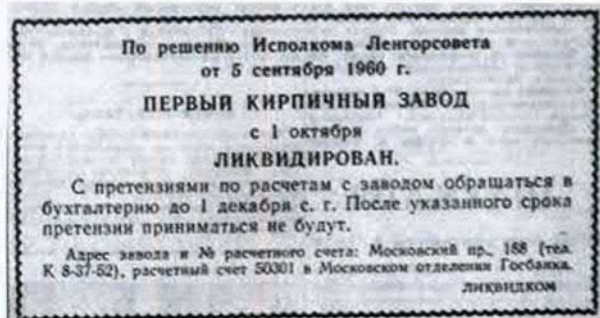 По решению Исполкома Ленгорсовета
от 5 сентября 1960 г.
ПЕРВЫЙ КИРПИЧНЫЙ ЗАВОД
с 1 октября
ЛИКВИДИРОВАН.
С претензиями по расчетам с заводом обращаться в
бухгалтерию до 1 декабря с. г. После указанного срока
претензии приниматься не будут.
Адрес завода и № расчетного счета: Московский пр., 188 (тел.
К 8-37-52), расчетный счет 50301 в Московском отделении Госбанка.
ЛИКВИДКОМ